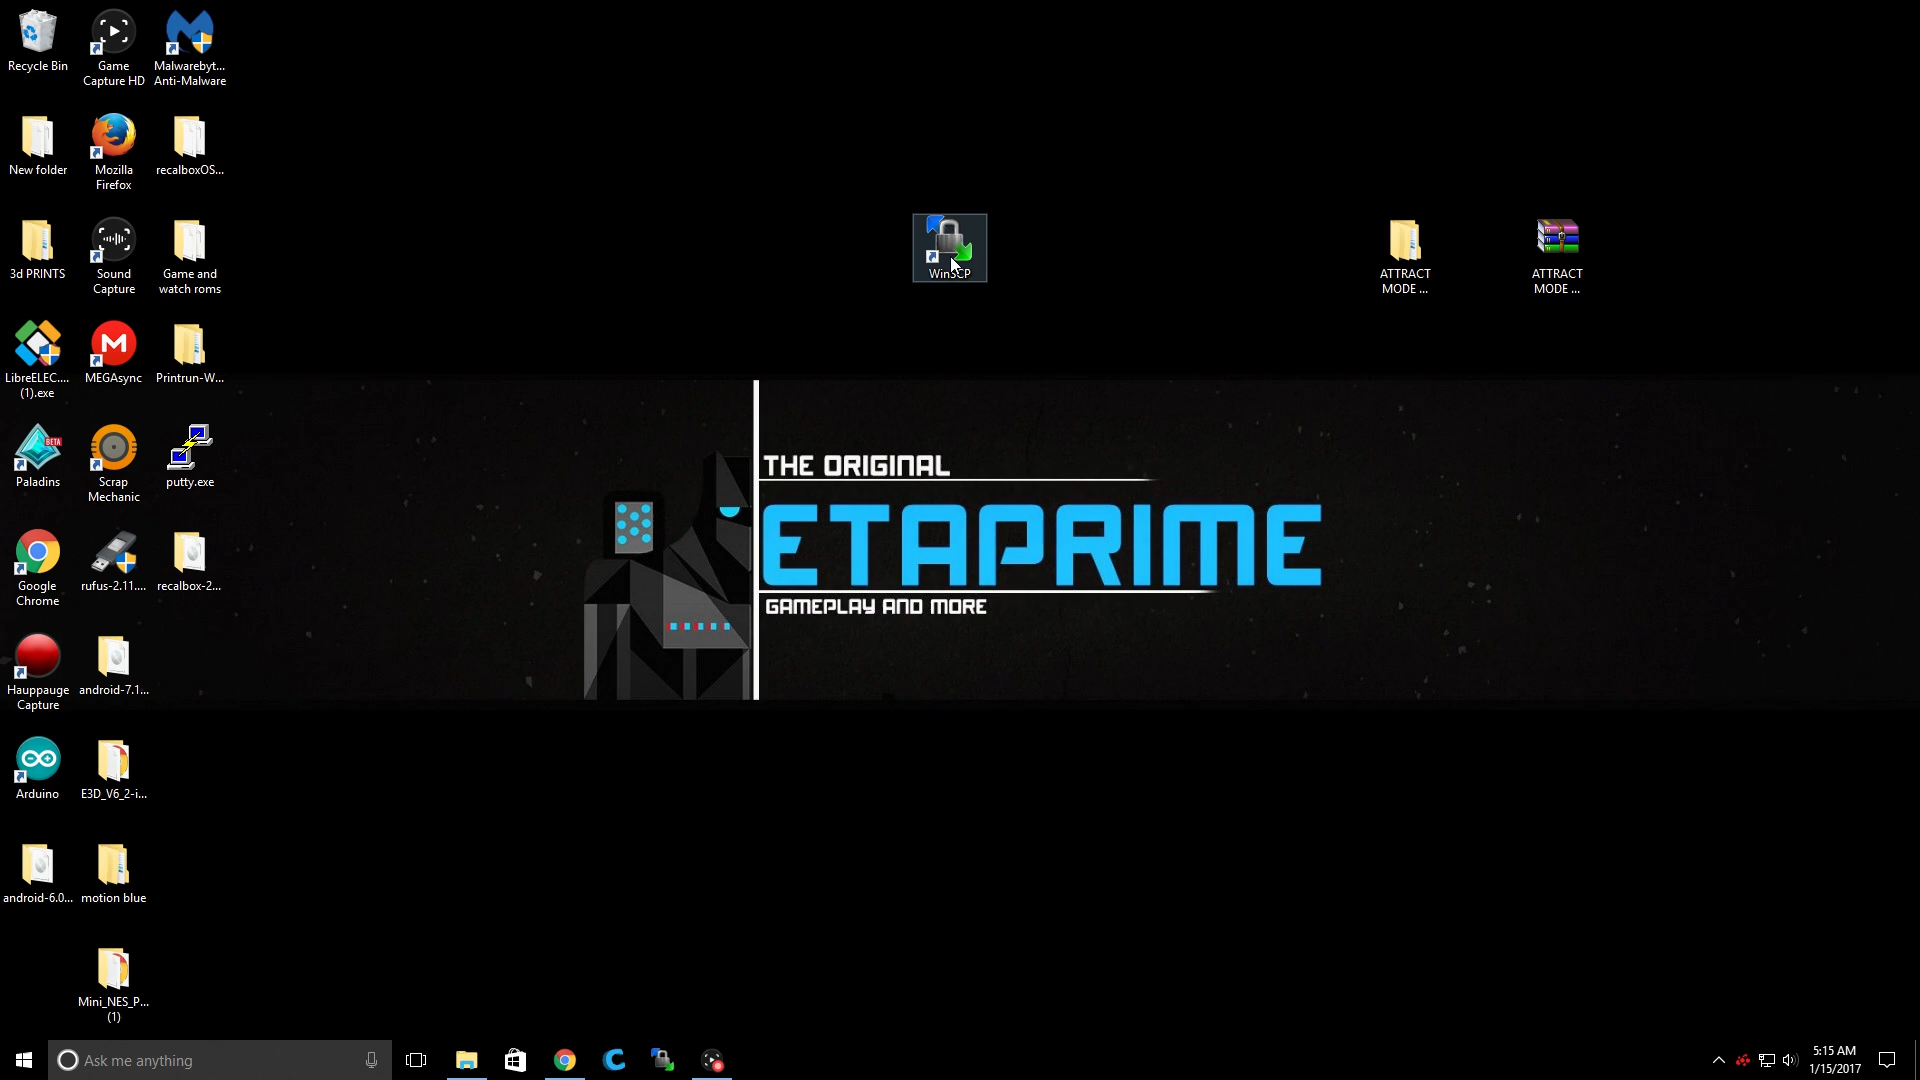 Recycle Bin
Game
Capture HD
Malwarebyt...
Anti-Malware
New folder
Mozilla
Firefox
recalboxOS...
3d PRINTS
Sound
Capture
Game and
watch roms
WinSCP
ATTRACT
MODE ...
ATTRACT
MODE ...
LibreELEC....
(1).exe
MEGAsync
Printrun-W...
BETA
Paladins
Scrap
Mechanic
putty.exe
THE ORIGINAL
ETAPRIME
GAMEPLAY AND MORE
Google
Chrome
rufus-2.11....
recalbox-2...
Hauppauge
Capture
android-7.1...
Arduino
E3D_V6_2-i...
android-6.0...
motion blue
Mini_NES_P...
(1)
Ask me anything
5:15 AM
1/15/2017